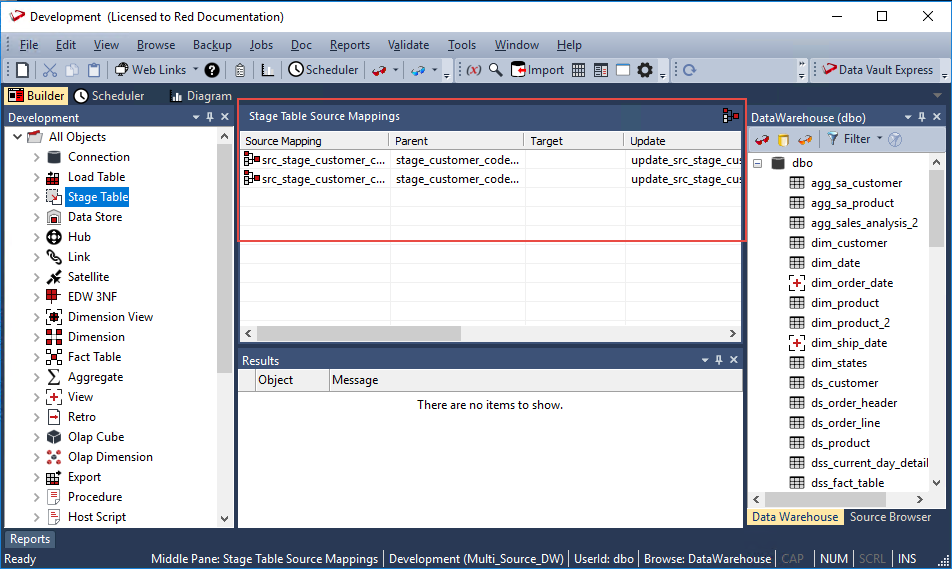 Development (Licensed to Red Documentation)
File Edit View Browse Backup Jobs Doc Reports Validate Tools Window Help
Web Links Scheduler (x) Import Data Vault Express
Builder Scheduler Diagram
Development
All Objects
Connection
Load Table
Stage Table
Data Store
Hub
Link
Satellite
EDW 3NF
Dimension View
Dimension
Fact Table
Aggregate
View
Retro
Olap Cube
Olap Dimension
Export
Procedure
Host Script
Stage Table Source Mappings
Source Mapping Parent Target Update
src_stage_customer_c... stage_customer_code... update_src_stage_cus
src_stage_customer_c... stage_customer_code... update_src_stage_cus
Results
Object Message
There are no items to show.
DataWarehouse (dbo)
Filter
dbo
agg_sa_customer
agg_sa_product
agg_sales_analysis_2
dim_customer
dim_date
dim_order_date
dim_product
dim_product_2
dim_ship_date
dim_states
ds_customer
ds_order_header
ds_order_line
ds_product
dss_current_day_detail
dss_fact_table
Data Warehouse Source Browser
Reports
Ready Middle Pane: Stage Table Source Mappings Development (Multi_Source_DW) UserId: dbo Browse: DataWarehouse CAP NUM SCRL INS